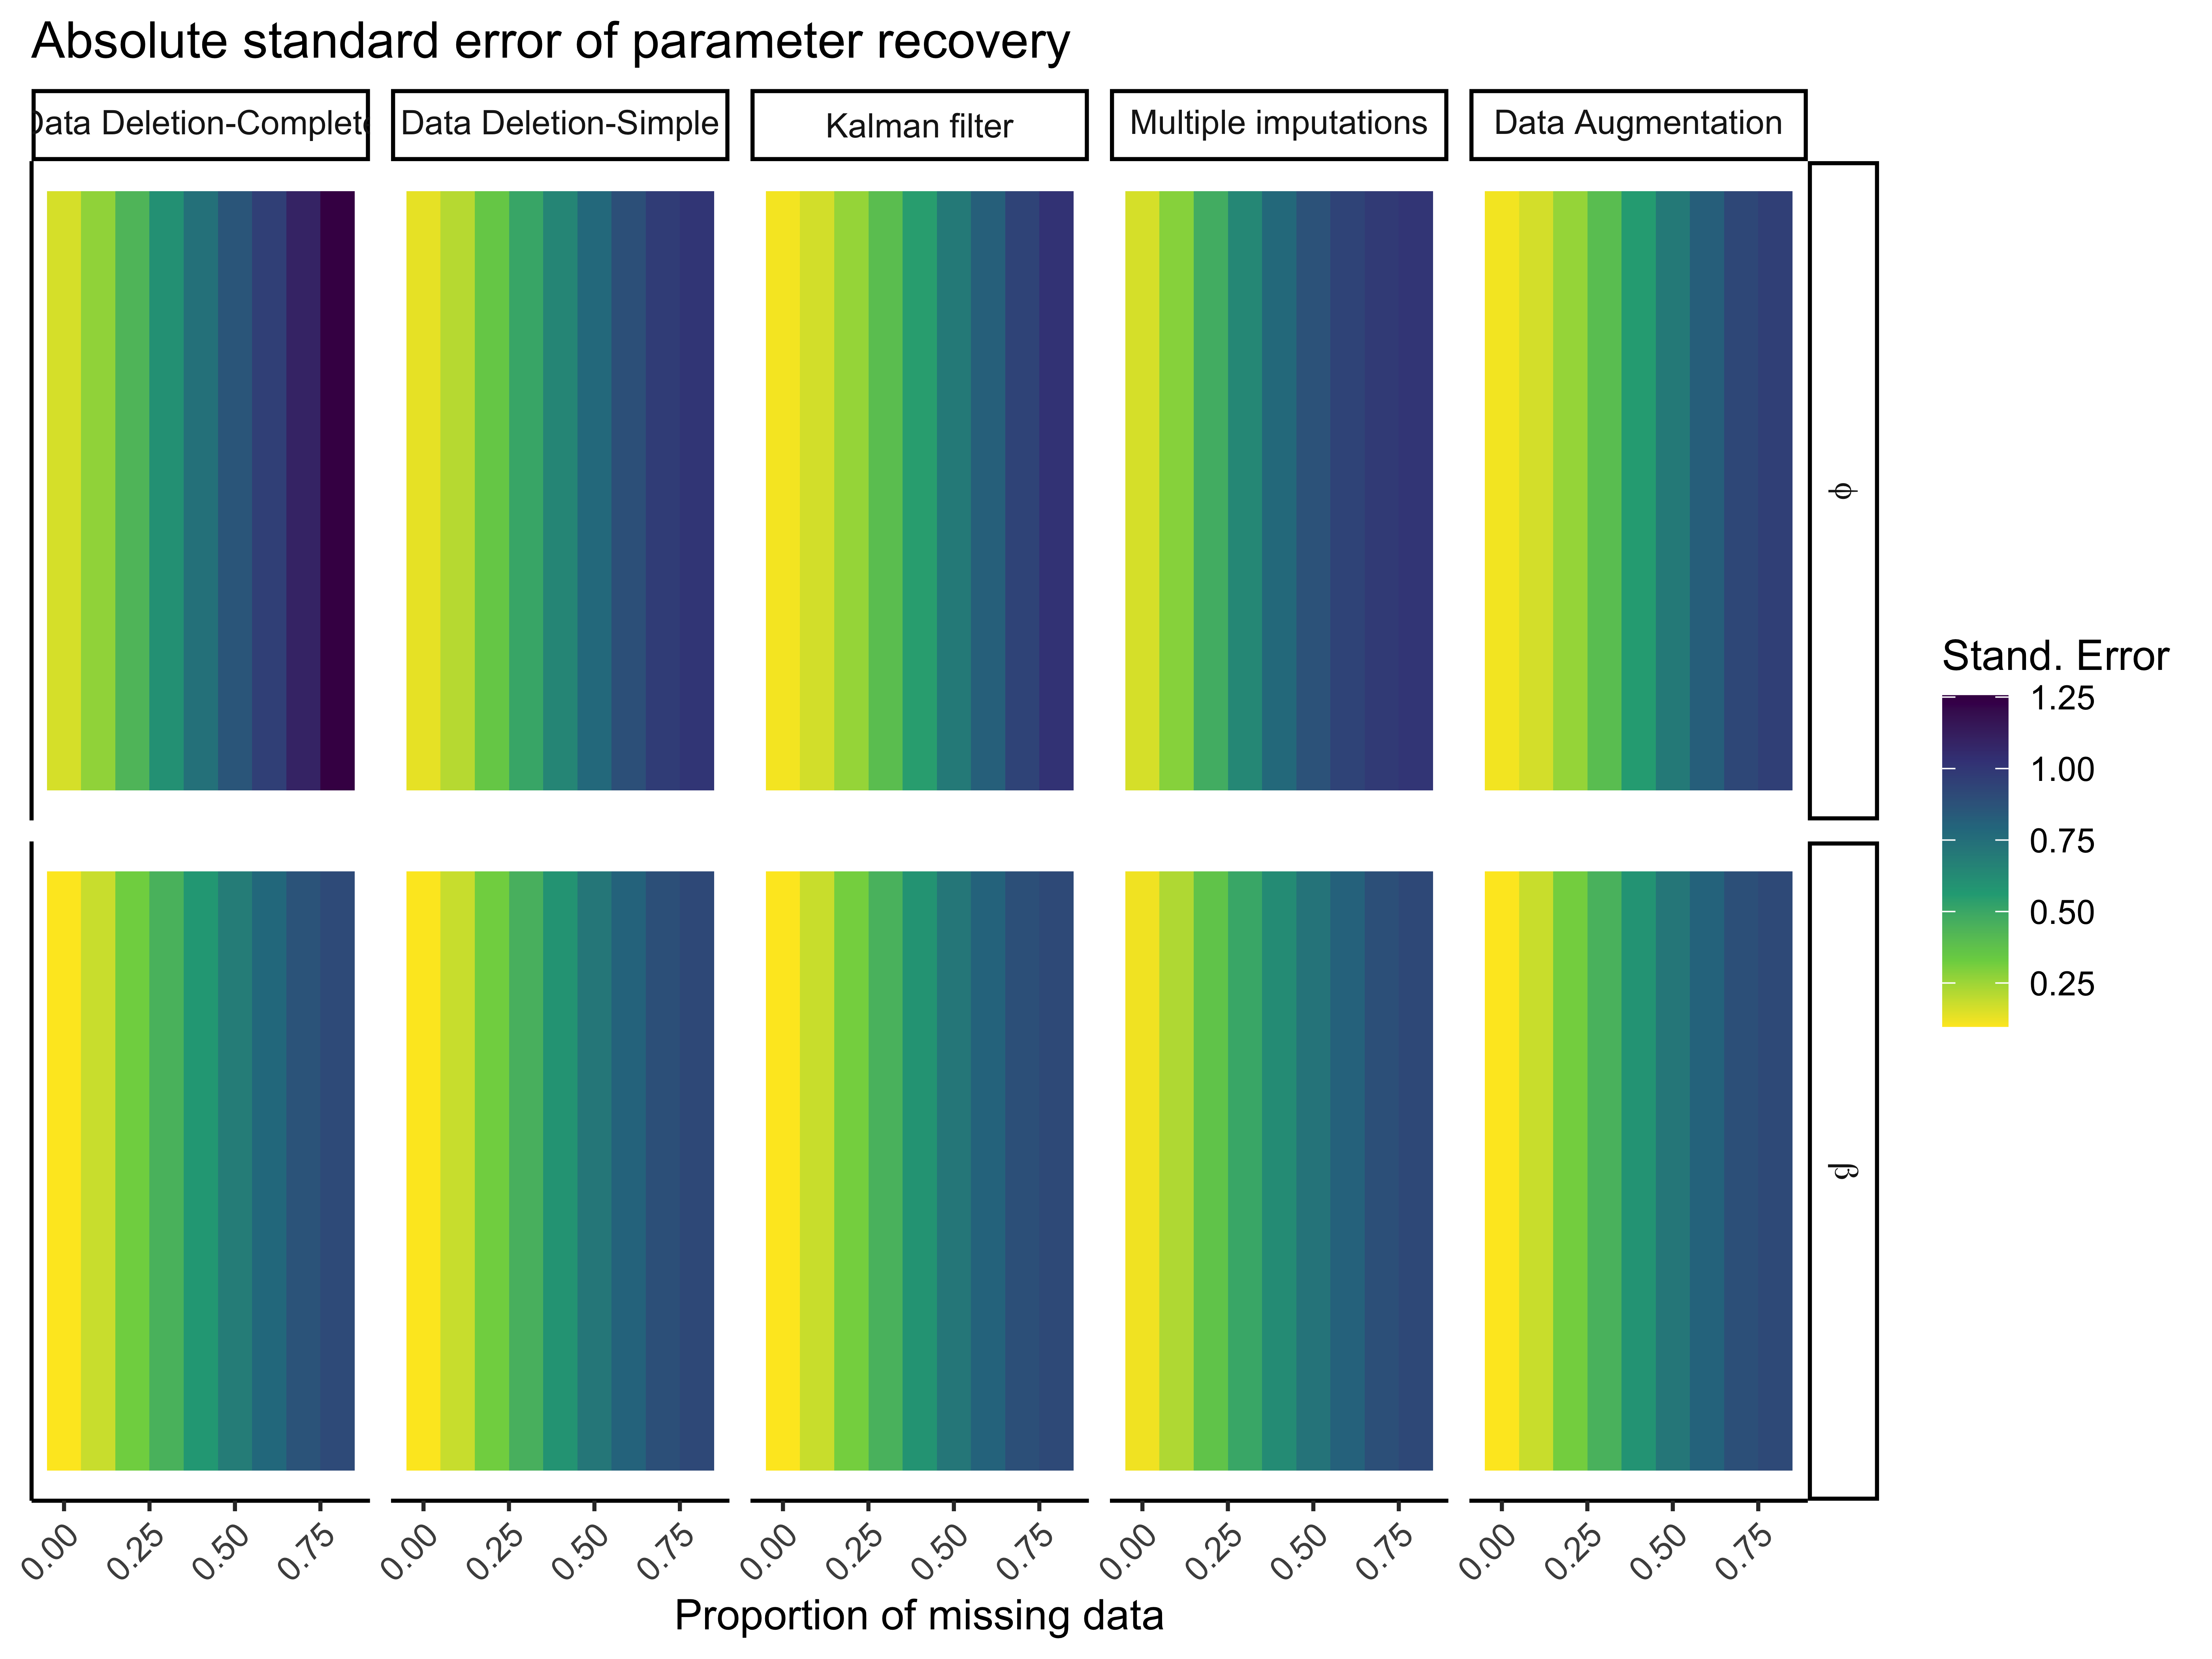 Absolute standard error of parameter recovery
Data Deletion-Complete
Data Deletion-Simple
Kalman filter
Multiple imputations
Data Augmentation
ϕ
β
Stand. Error
1.25
1.00
0.75
0.50
0.25
0.00 0.25 0.50 0.75
0.00 0.25 0.50 0.75
0.00 0.25 0.50 0.75
0.00 0.25 0.50 0.75
0.00 0.25 0.50 0.75
Proportion of missing data